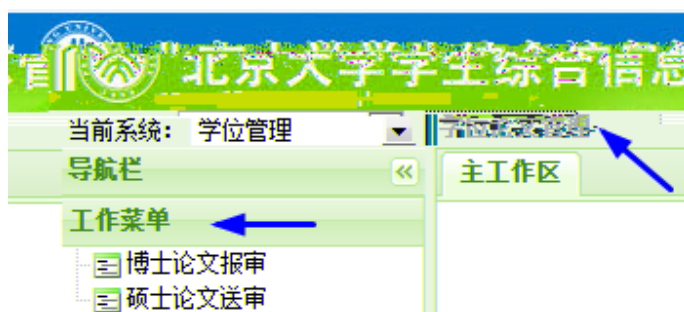 北京大学学生综合信息
当前系统： 学位管理
导航栏
主工作区
工作菜单
博士论文报审
硕士论文送审